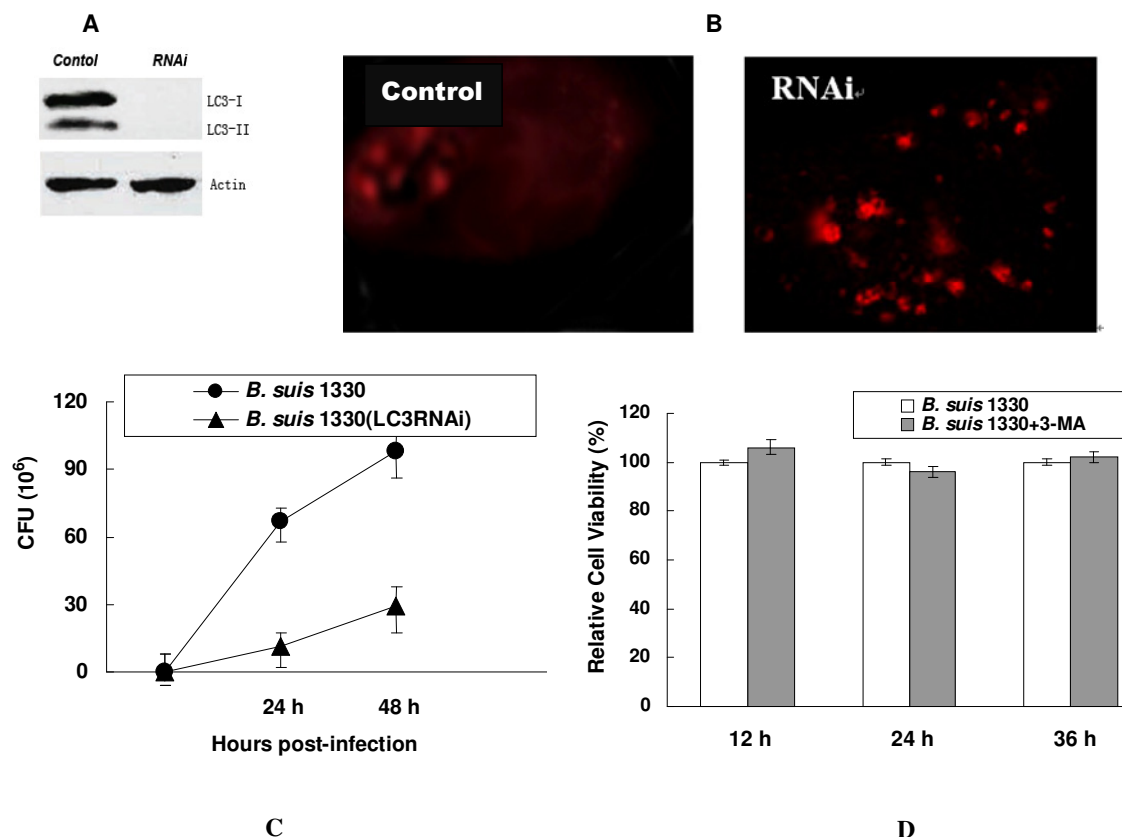 A
B
Contol RNAi
LC3-I
LC3-II
Actin
Control
RNAi
B. suis 1330
B. suis 1330(LC3RNAi)
120
90
60
30
0
CFU (10⁶)
24 h 48 h
Hours post-infection
B. suis 1330
B. suis 1330+3-MA
120
100
80
60
40
20
0
Relative Cell Viability (%)
12 h 24 h 36 h
C
D